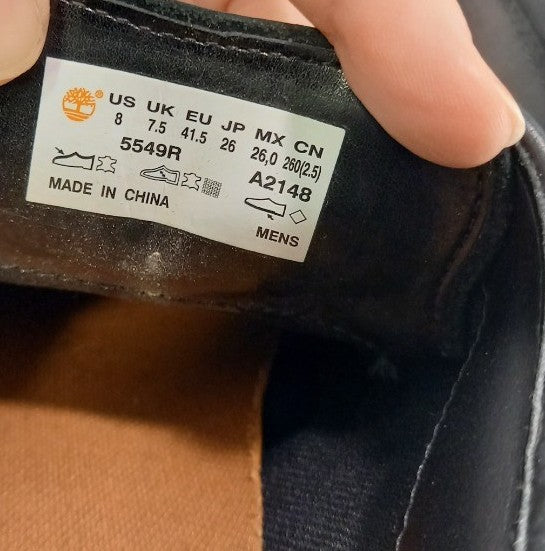 ® US UK EU JP MX CN
8 7.5 41.5 26 26,0 260(2.5)
5549R A2148
MADE IN CHINA MENS